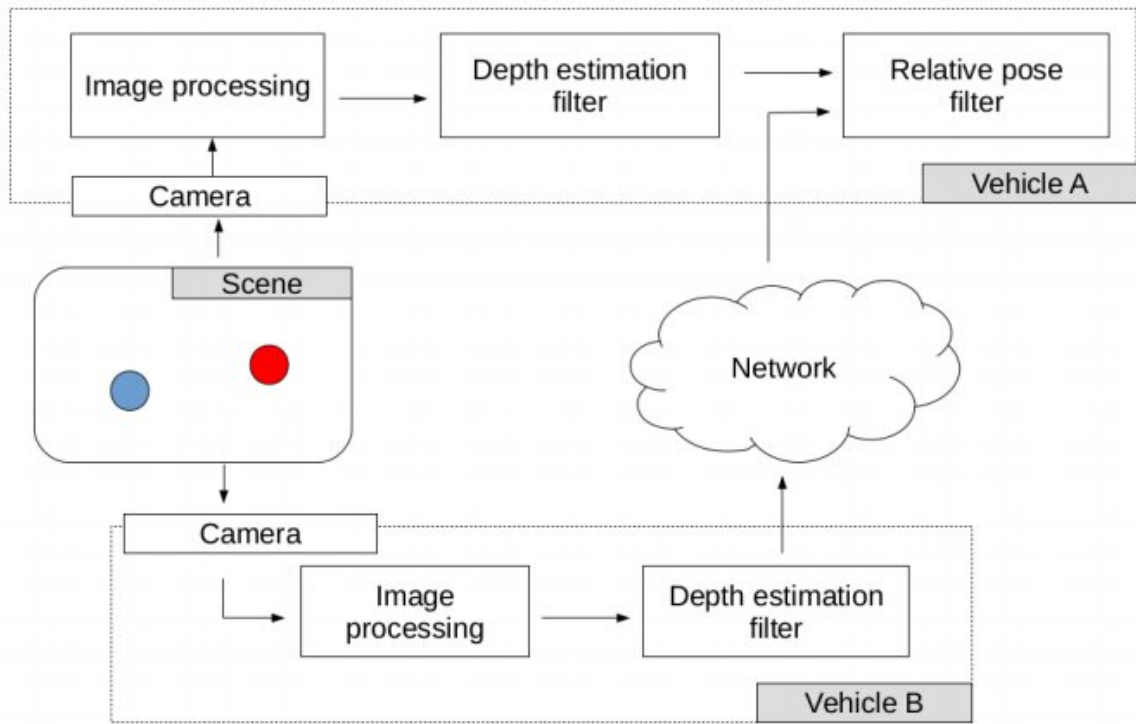 Image processing
Depth estimation
filter
Relative pose
filter
Vehicle A
Camera
Scene
Network
Camera
Image
processing
Depth estimation
filter
Vehicle B